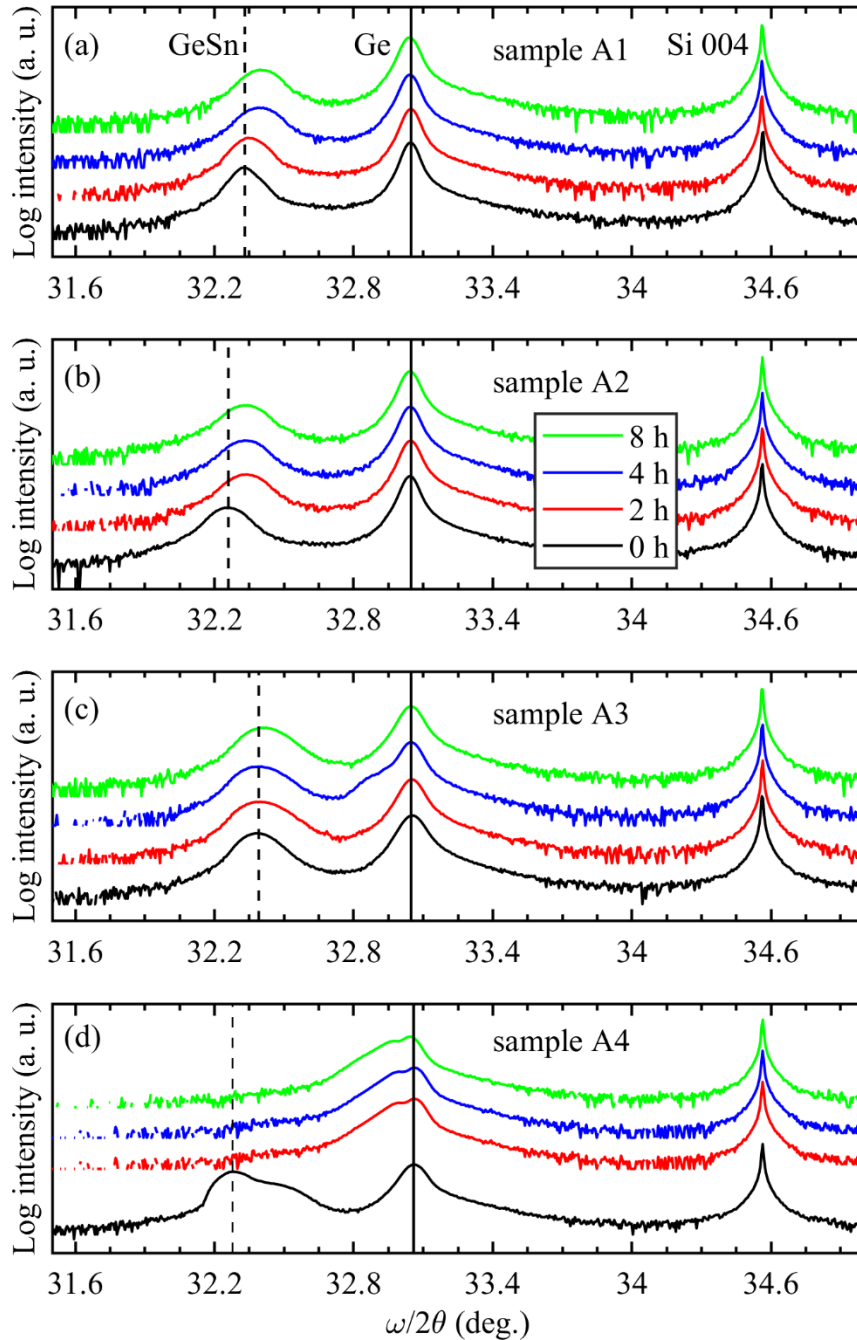 Log intensity (a. u.)
(a) GeSn Ge sample A1 Si 004
31.6 32.2 32.8 33.4 34 34.6
Log intensity (a. u.)
(b) sample A2
8 h
4 h
2 h
0 h
31.6 32.2 32.8 33.4 34 34.6
Log intensity (a. u.)
(c) sample A3
31.6 32.2 32.8 33.4 34 34.6
Log intensity (a. u.)
(d) sample A4
31.6 32.2 32.8 33.4 34 34.6
ω/2θ (deg.)